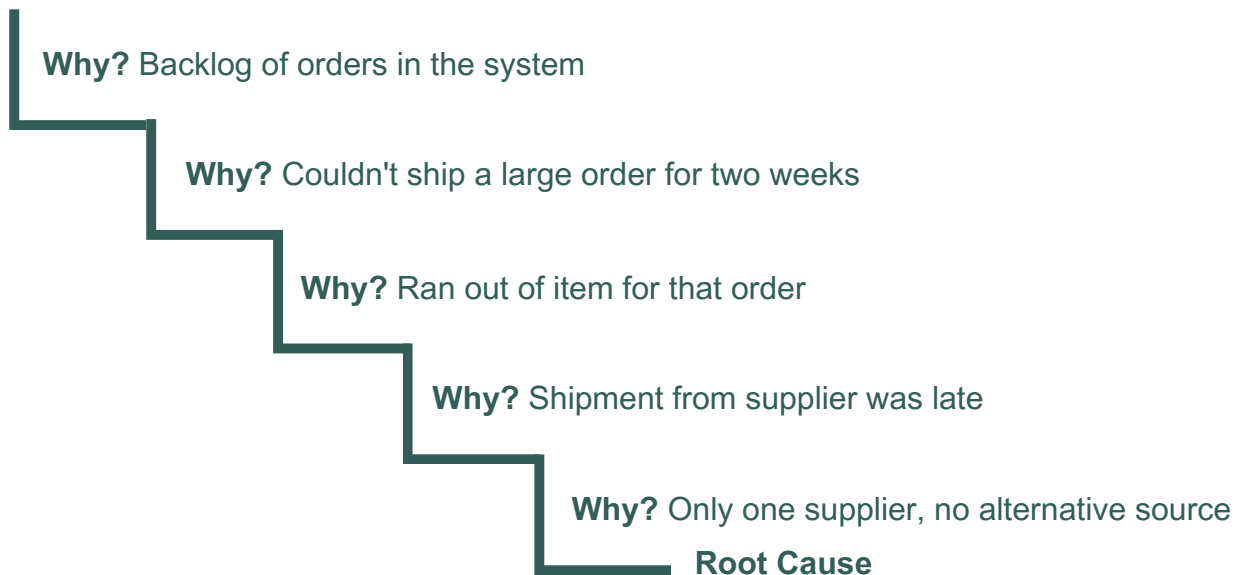 Why? Backlog of orders in the system
Why? Couldn't ship a large order for two weeks
Why? Ran out of item for that order
Why? Shipment from supplier was late
Why? Only one supplier, no alternative source
Root Cause